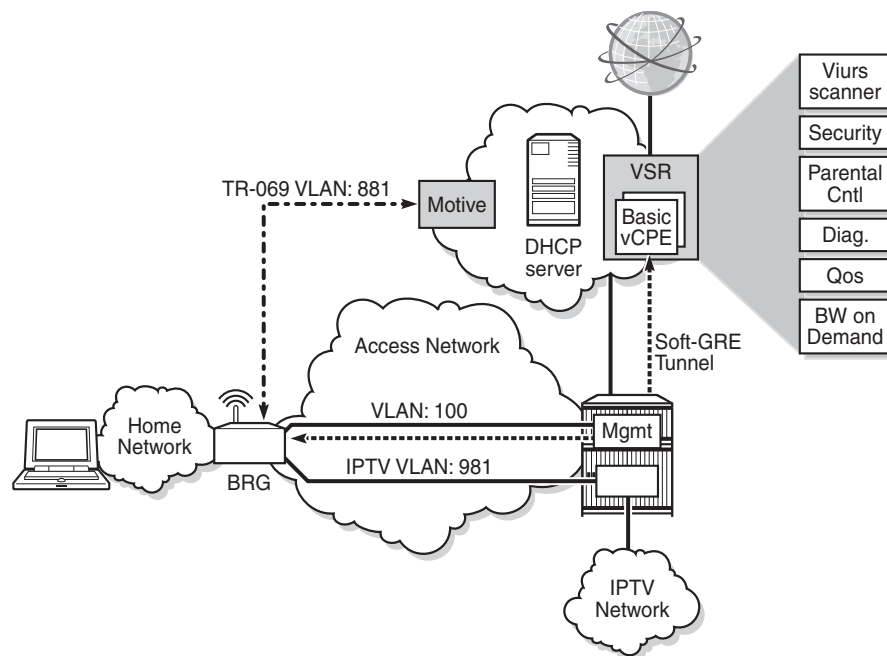 Viurs
scanner
Security
Parental
Cntl
Diag.
Qos
BW on
Demand
VSR
Basic
vCPE
DHCP
server
Motive
TR-069 VLAN: 881
Soft-GRE
Tunnel
Access Network
VLAN: 100
Mgmt
Home
Network
BRG
IPTV VLAN: 981
IPTV
Network